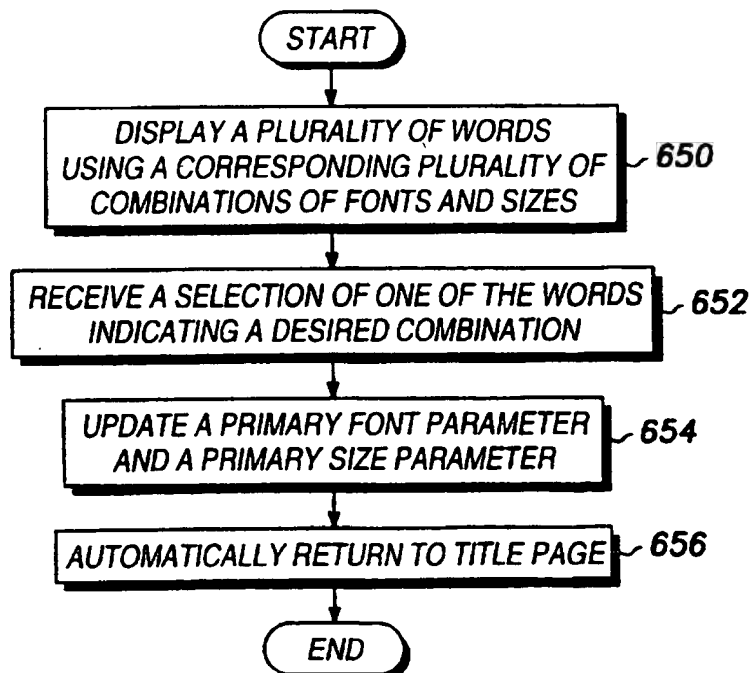 START
DISPLAY A PLURALITY OF WORDS
USING A CORRESPONDING PLURALITY OF
COMBINATIONS OF FONTS AND SIZES
650
RECEIVE A SELECTION OF ONE OF THE WORDS
INDICATING A DESIRED COMBINATION
652
UPDATE A PRIMARY FONT PARAMETER
AND A PRIMARY SIZE PARAMETER
654
AUTOMATICALLY RETURN TO TITLE PAGE
656
END